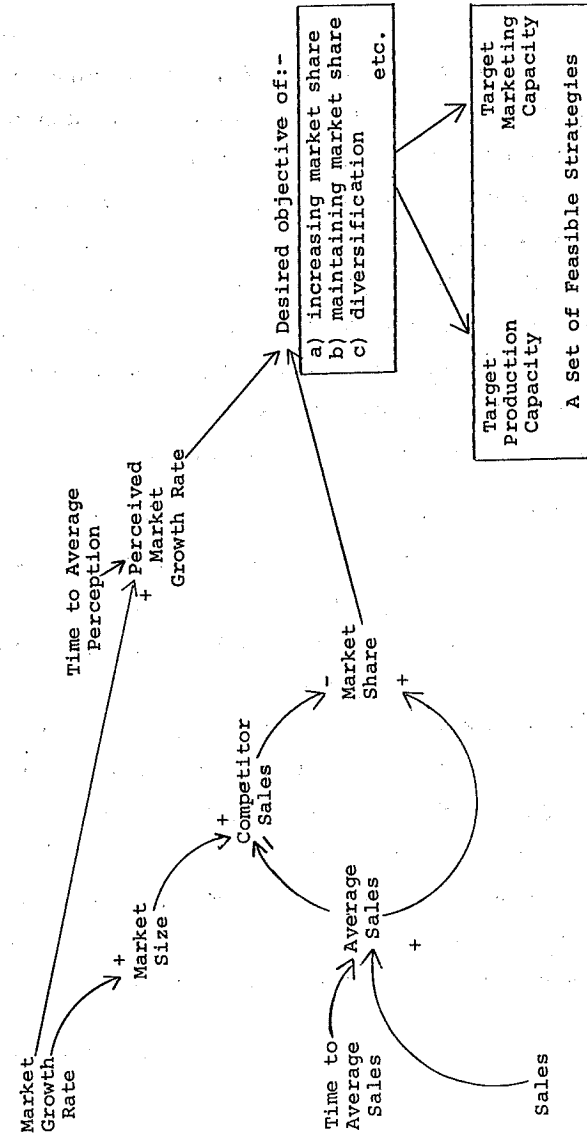 Market
Growth
Rate
+
Market
Size
Time to Average
Perception
+
Perceived
Market
Growth Rate
+
Competitor
Sales
-
Market
Share
+
Time to
Average
Sales
Average
Sales
+
Sales
Desired objective of:-
a) increasing market share
b) maintaining market share
c) diversification
etc.
Target
Production
Capacity
Target
Marketing
Capacity
A Set of Feasible Strategies